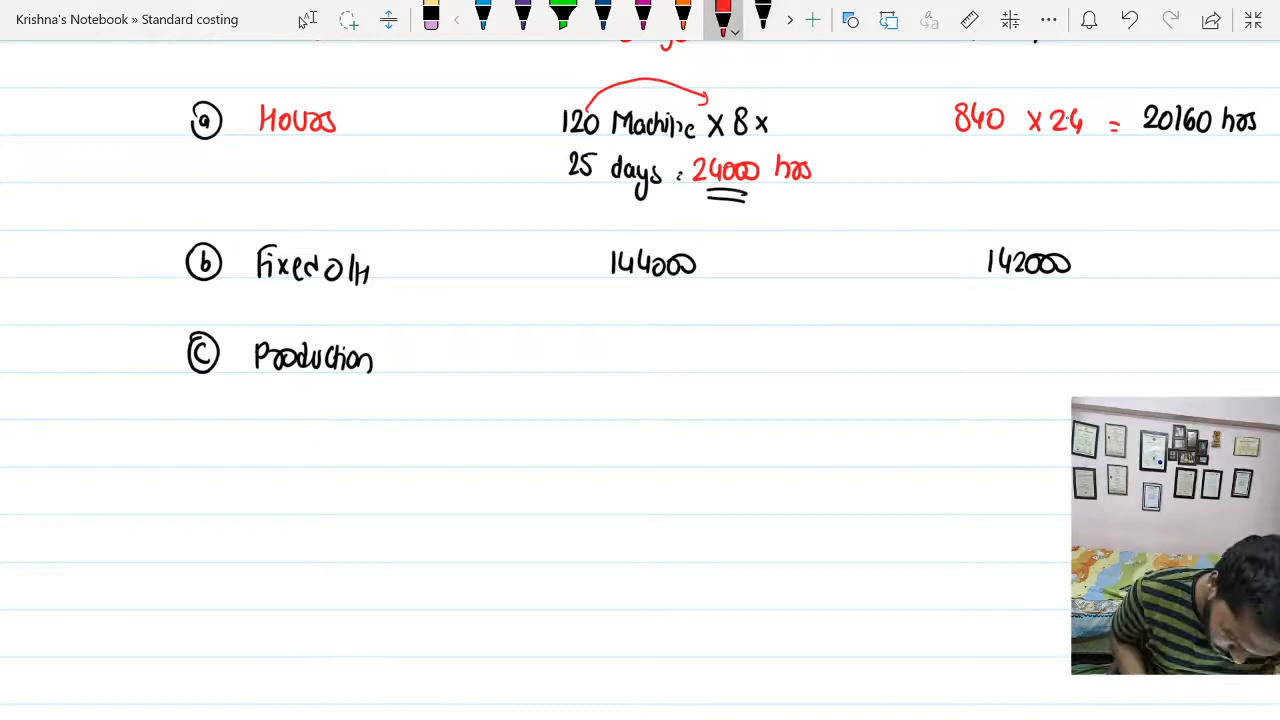 Krishna's Notebook » Standard costing
a Hours 120 Machine × 8 × 840 × 24 = 20160 hrs
25 days = 24000 hrs
b Fixed O/H 144000 142000
C Production